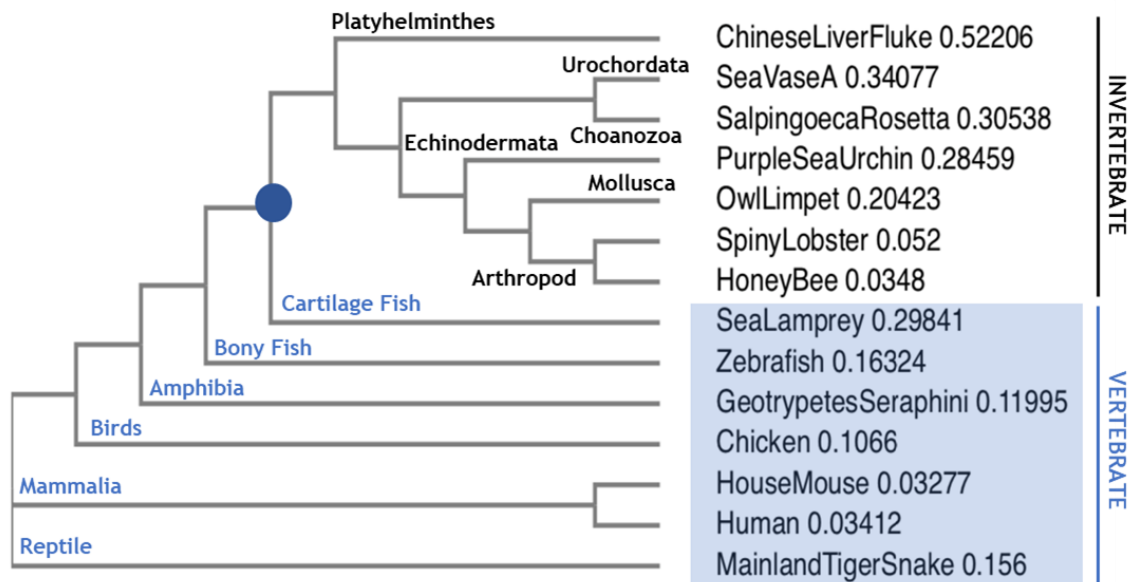 Platyhelminthes
ChineseLiverFluke 0.52206
Urochordata
SeaVaseA 0.34077
Choanozoa
SalpingoecaRosetta 0.30538
Echinodermata
PurpleSeaUrchin 0.28459
Mollusca
OwlLimpet 0.20423
SpinyLobster 0.052
Arthropod
HoneyBee 0.0348
INVERTEBRATE
Cartilage Fish
SeaLamprey 0.29841
Bony Fish
Zebrafish 0.16324
Amphibia
GeotrypetesSeraphini 0.11995
Birds
Chicken 0.1066
Mammalia
HouseMouse 0.03277
Human 0.03412
Reptile
MainlandTigerSnake 0.156
VERTEBRATE